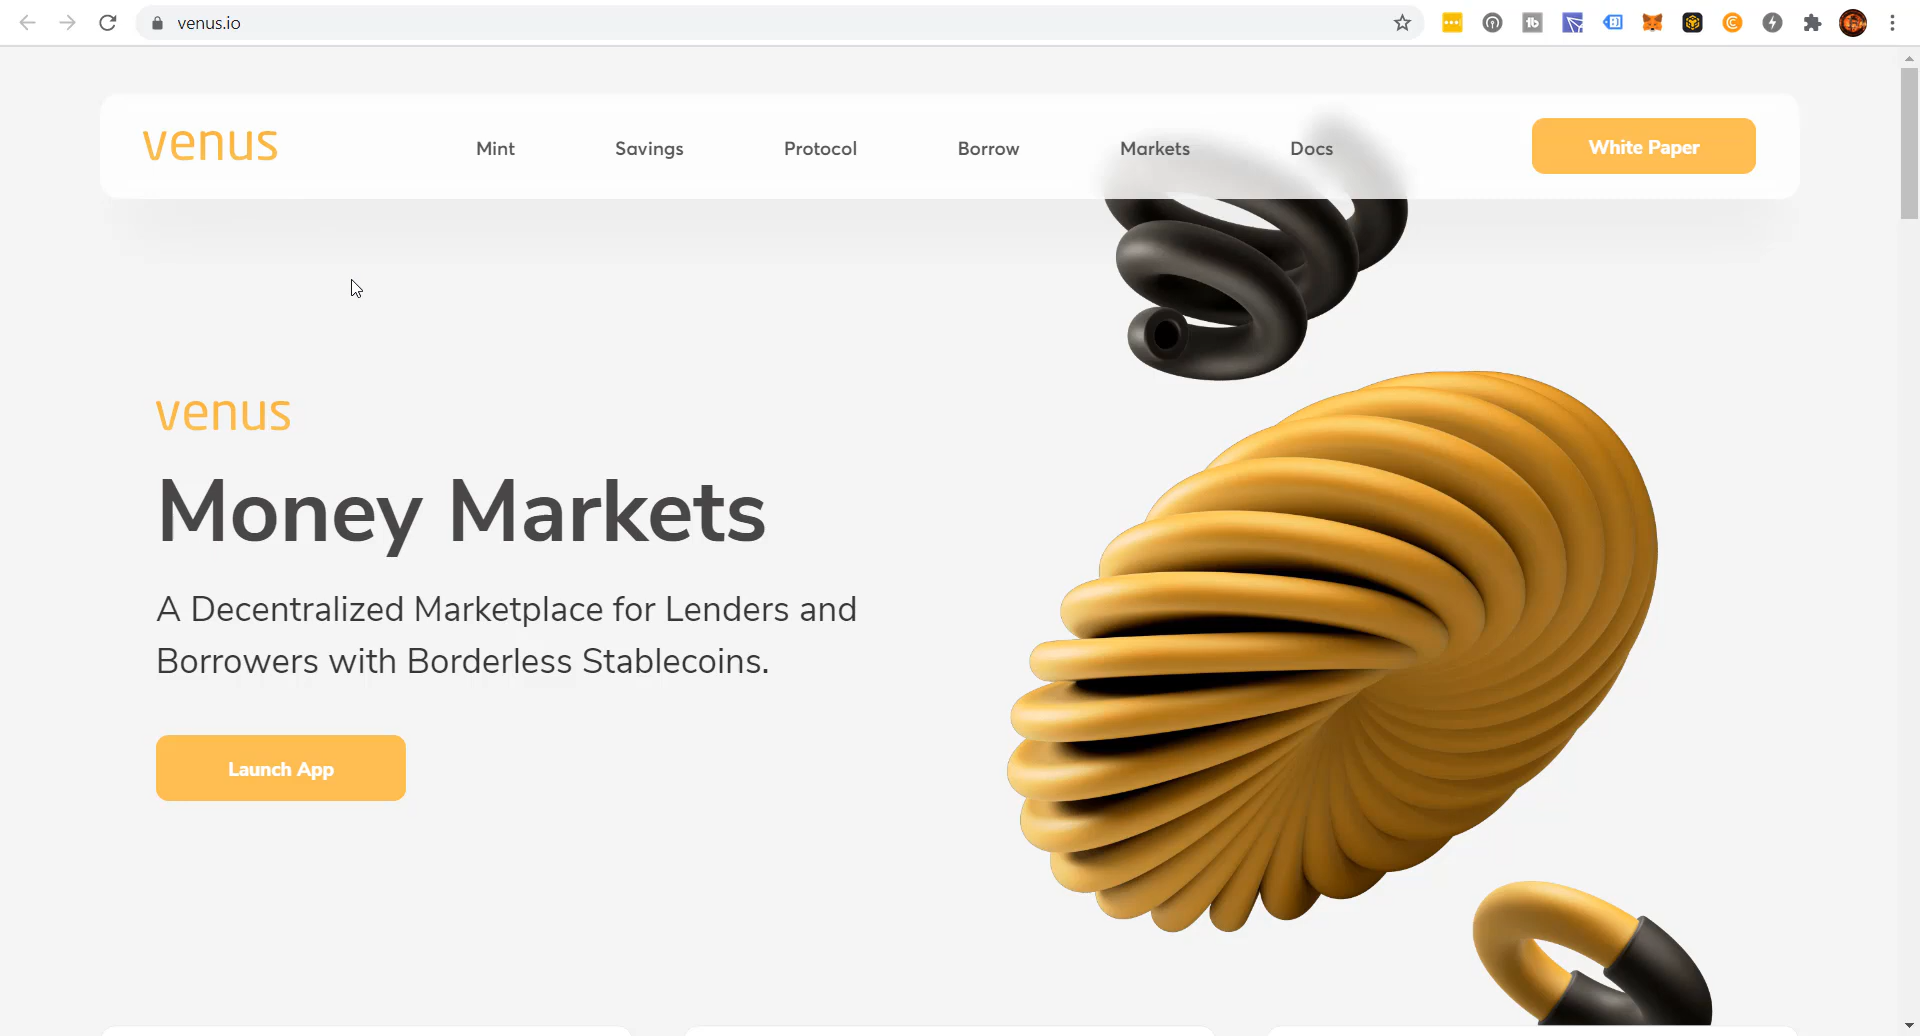 venus.io
venus
Mint
Savings
Protocol
Borrow
Markets
Docs
White Paper
venus
Money Markets
A Decentralized Marketplace for Lenders and
Borrowers with Borderless Stablecoins.
Launch App